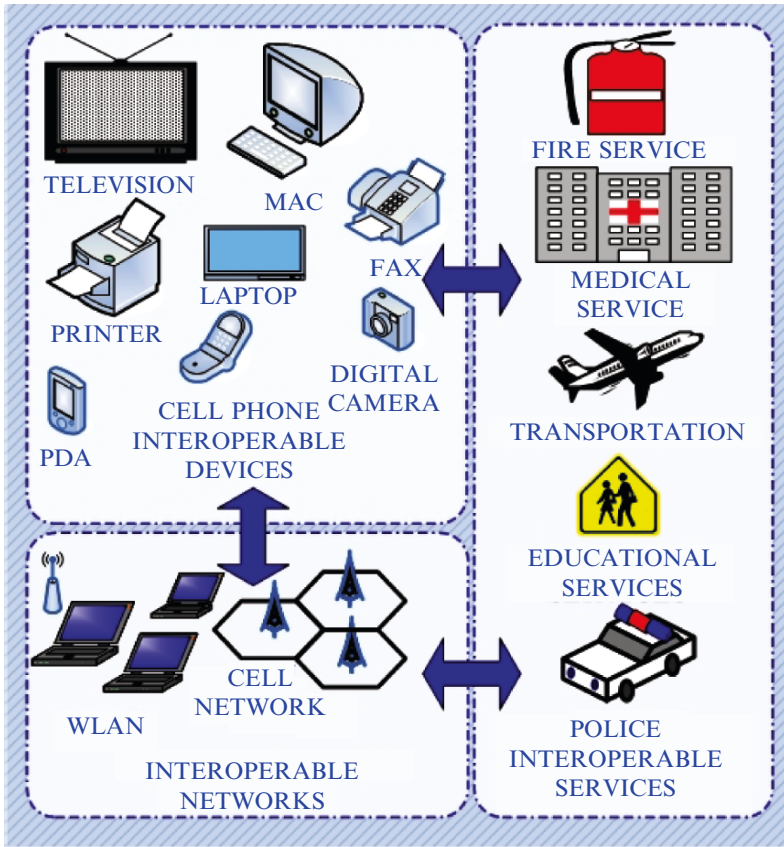 TELEVISION
MAC
FAX
PRINTER
LAPTOP
DIGITAL
CAMERA
PDA
CELL PHONE
INTEROPERABLE
DEVICES
FIRE SERVICE
MEDICAL
SERVICE
TRANSPORTATION
EDUCATIONAL
SERVICES
POLICE
INTEROPERABLE
SERVICES
WLAN
CELL
NETWORK
INTEROPERABLE
NETWORKS